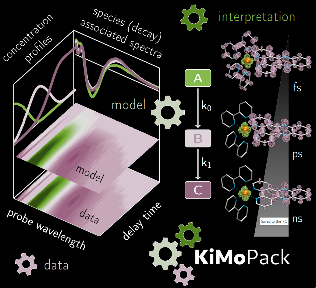 concentration
profiles
species (decay)
associated spectra
interpretation
model
A
k₀
B
k₁
C
fs
ps
ns
model
data
probe wavelength
delay time
data
KiMoPack